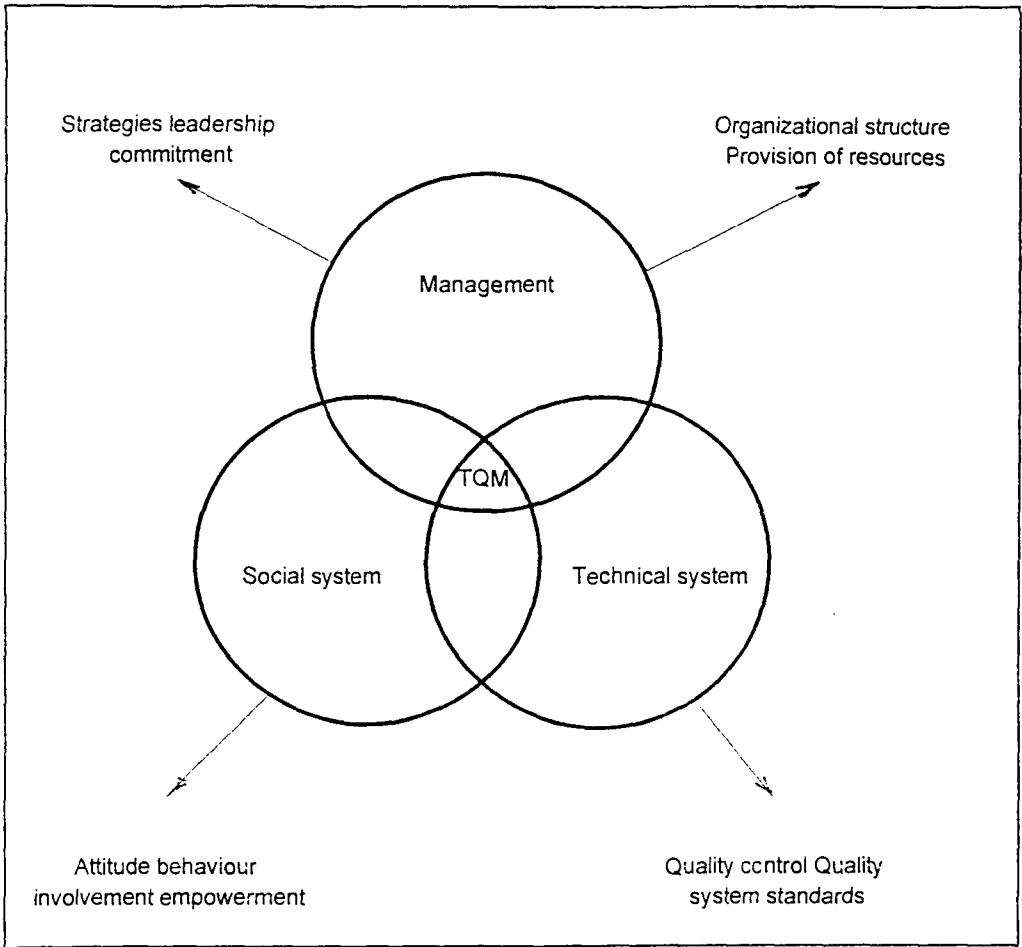 Strategies leadership
commitment
Organizational structure
Provision of resources
Management
TQM
Social system
Technical system
Attitude behaviour
involvement empowerment
Quality control Quality
system standards